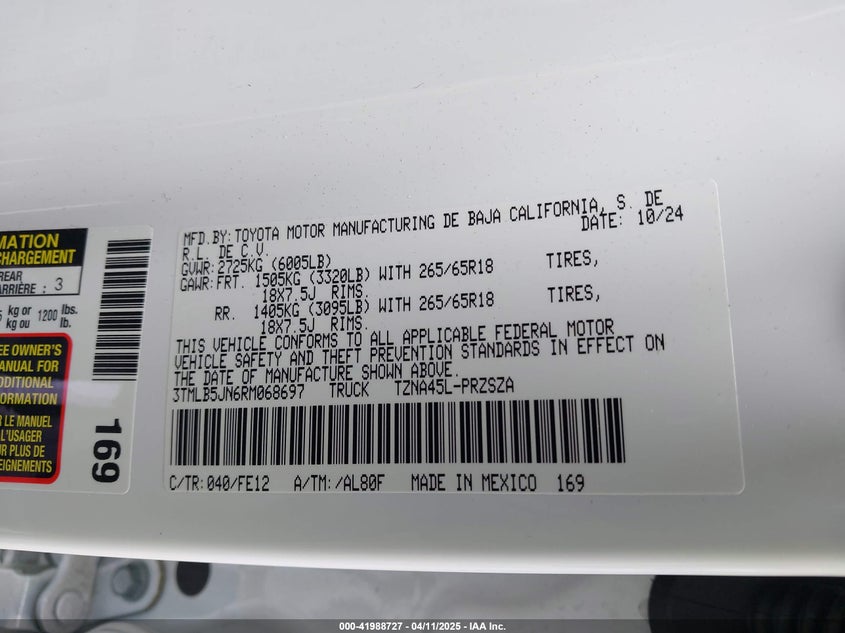 MATION
CHARGEMENT
REAR
ARRIÈRE : 3
kg or 1200 lbs.
kg ou lb.
EE OWNER'S
MANUAL FOR
DDITIONAL
FORMATION
R LE MANUEL
L'USAGER
UR PLUS DE
EIGNEMENTS
169
MFD.BY:TOYOTA MOTOR MANUFACTURING DE BAJA CALIFORNIA, S. DE
R.L. DE C.V. DATE: 10/24
GVWR:2725KG (6005LB)
GAWR:FRT. 1505KG (3320LB) WITH 265/65R18 TIRES,
18X7.5J RIMS.
RR. 1405KG (3095LB) WITH 265/65R18 TIRES,
18X7.5J RIMS.
THIS VEHICLE CONFORMS TO ALL APPLICABLE FEDERAL MOTOR
VEHICLE SAFETY AND THEFT PREVENTION STANDARDS IN EFFECT ON
THE DATE OF MANUFACTURE SHOWN ABOVE.
3TMLB5JN6RM068697 TRUCK TZNA45L-PRZSZA
C/TR:040/FE12 A/TM:/AL80F MADE IN MEXICO 169
000-41988727 - 04/11/2025 - IAA Inc.